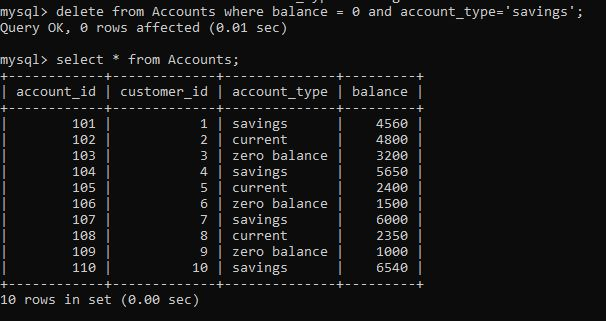 mysql> delete from Accounts where balance = 0 and account_type='savings';
Query OK, 0 rows affected (0.01 sec)
mysql> select * from Accounts;
+------------+-------------+--------------+---------+
| account_id | customer_id | account_type | balance |
+------------+-------------+--------------+---------+
|        101 |           1 | savings      |    4560 |
|        102 |           2 | current      |    4800 |
|        103 |           3 | zero balance |    3200 |
|        104 |           4 | savings      |    5650 |
|        105 |           5 | current      |    2400 |
|        106 |           6 | zero balance |    1500 |
|        107 |           7 | savings      |    6000 |
|        108 |           8 | current      |    2350 |
|        109 |           9 | zero balance |    1000 |
|        110 |          10 | savings      |    6540 |
+------------+-------------+--------------+---------+
10 rows in set (0.00 sec)